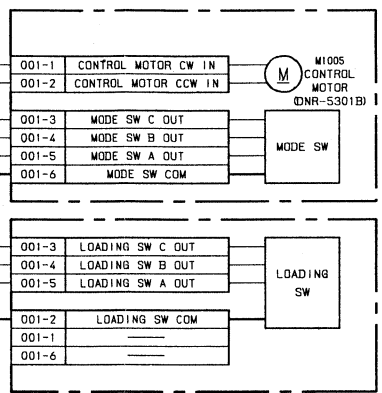 001-1 CONTROL MOTOR CW IN
001-2 CONTROL MOTOR CCW IN
M
M1005
CONTROL
MOTOR
(DNR-5301B)
001-3 MODE SW C OUT
001-4 MODE SW B OUT
001-5 MODE SW A OUT
001-6 MODE SW COM
MODE SW
001-3 LOADING SW C OUT
001-4 LOADING SW B OUT
001-5 LOADING SW A OUT
LOADING
SW
001-2 LOADING SW COM
001-1
001-6